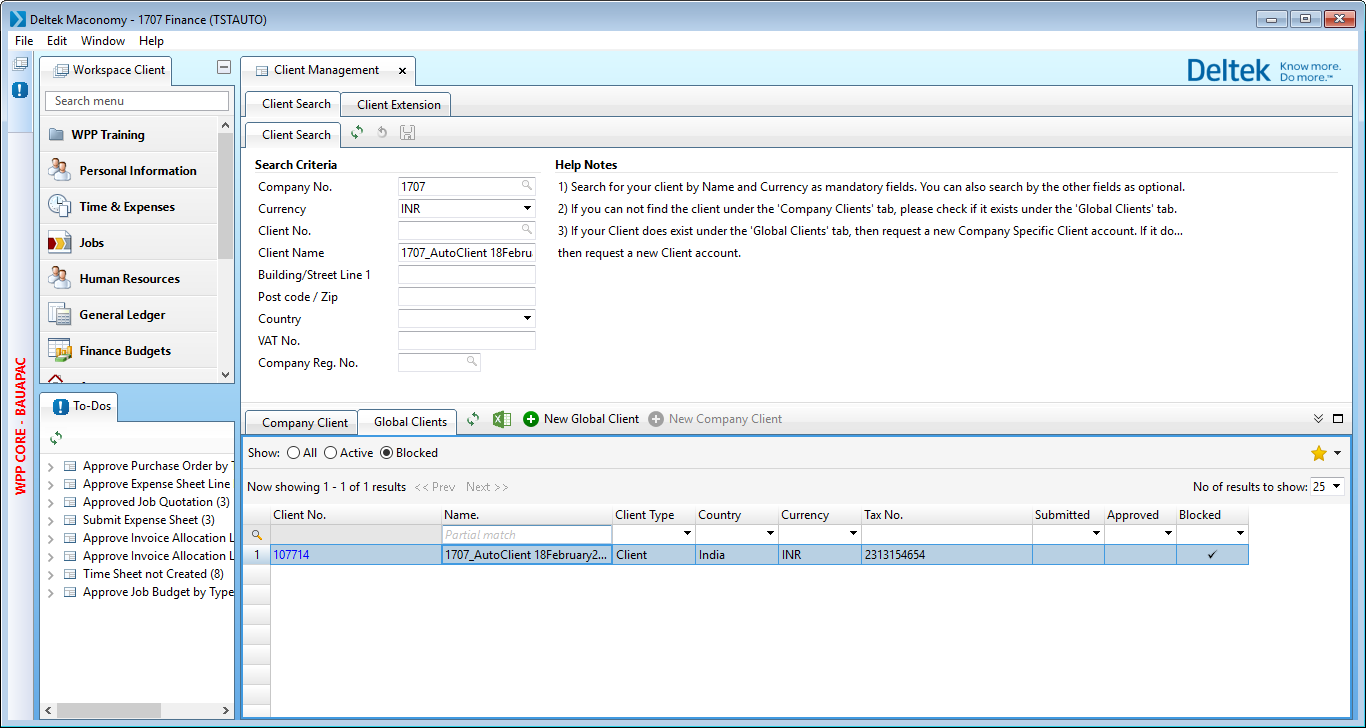 Deltek Maconomy - 1707 Finance (TSTAUTO)
File Edit Window Help
WPP CORE - BAUAPAC
Workspace Client
Search menu
WPP Training
Personal Information
Time & Expenses
Jobs
Human Resources
General Ledger
Finance Budgets
To-Dos
Approve Purchase Order by
Approve Expense Sheet Line
Approved Job Quotation (3)
Submit Expense Sheet (3)
Approve Invoice Allocation L
Approve Invoice Allocation L
Time Sheet not Created (8)
Approve Job Budget by Type
Client Management
Deltek Know more.
Do more.™
Client Search Client Extension
Client Search
Search Criteria
Company No. 1707
Currency INR
Client No.
Client Name 1707_AutoClient 18Febru
Building/Street Line 1
Post code / Zip
Country
VAT No.
Company Reg. No.
Help Notes
1) Search for your client by Name and Currency as mandatory fields. You can also search by the other fields as optional.
2) If you can not find the client under the 'Company Clients' tab, please check if it exists under the 'Global Clients' tab.
3) If your Client does exist under the 'Global Clients' tab, then request a new Company Specific Client account. If it do...
then request a new Client account.
Company Client Global Clients New Global Client New Company Client
Show: All Active Blocked
Now showing 1 - 1 of 1 results << Prev Next >> No of results to show: 25
Client No. Name. Client Type Country Currency Tax No. Submitted Approved Blocked
Partial match
1 107714 1707_AutoClient 18February2... Client India INR 2313154654 ✓